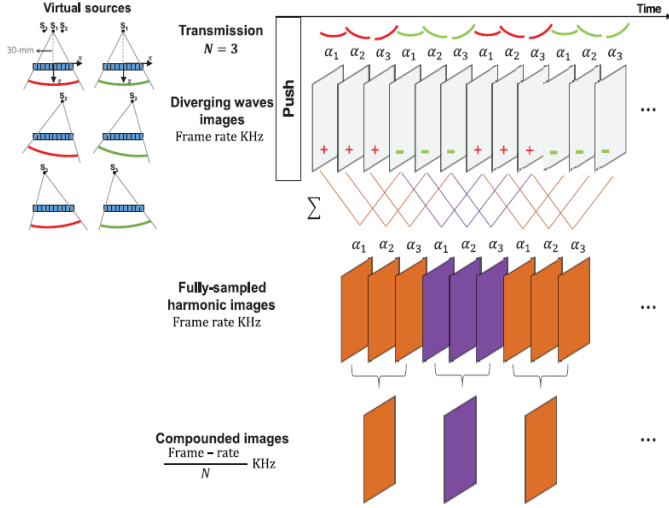 Virtual sources
S₃ S₁ S₂
S₁
30-mm
x
x
z
z
S₂
S₂
S₃
S₃
Transmission
N = 3
Time
α₁ α₂ α₃ α₁ α₂ α₃ α₁ α₂ α₃ α₁ α₂ α₃
Push
Diverging waves
images
Frame rate KHz
+ + + - - - + + + - - -
...
∑
α₁ α₂ α₃ α₁ α₂ α₃ α₁ α₂ α₃
Fully-sampled
harmonic images
Frame rate KHz
...
Compounded images
Frame − rate
N
KHz
...